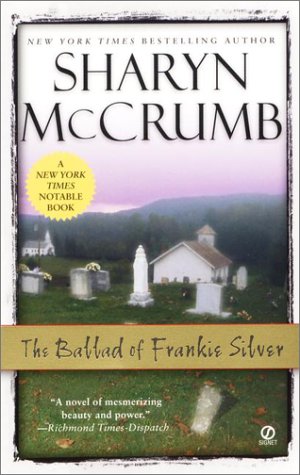 NEW YORK TIMES BESTSELLING AUTHOR
SHARYN
MCCRUMB
A
NEW YORK
TIMES
NOTABLE
BOOK
The Ballad of Frankie Silver
"A novel of mesmerizing
beauty and power."
—Richmond Times-Dispatch
SIGNET